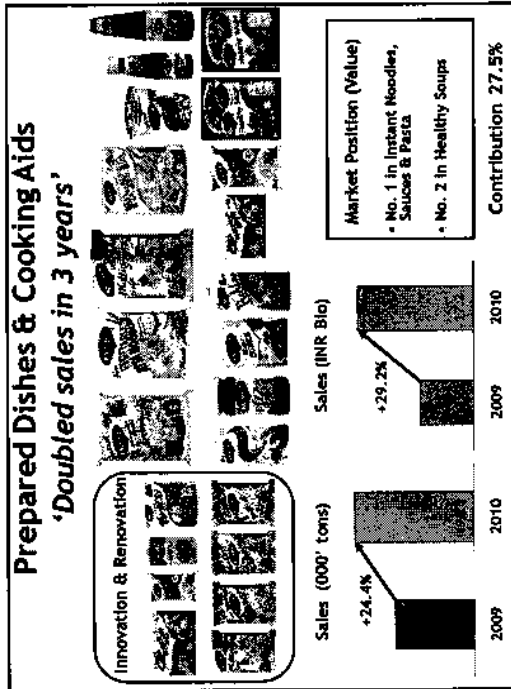 Prepared Dishes & Cooking Aids
'Doubled sales in 3 years'
Innovation & Renovation
Sales (000' tons)
+24.4%
2009
2010
Sales (INR Bio)
+29.2%
2009
2010
Market Position (Value)
• No. 1 in Instant Noodles,
Sauces & Pasta
• No. 2 in Healthy Soups
Contribution 27.5%